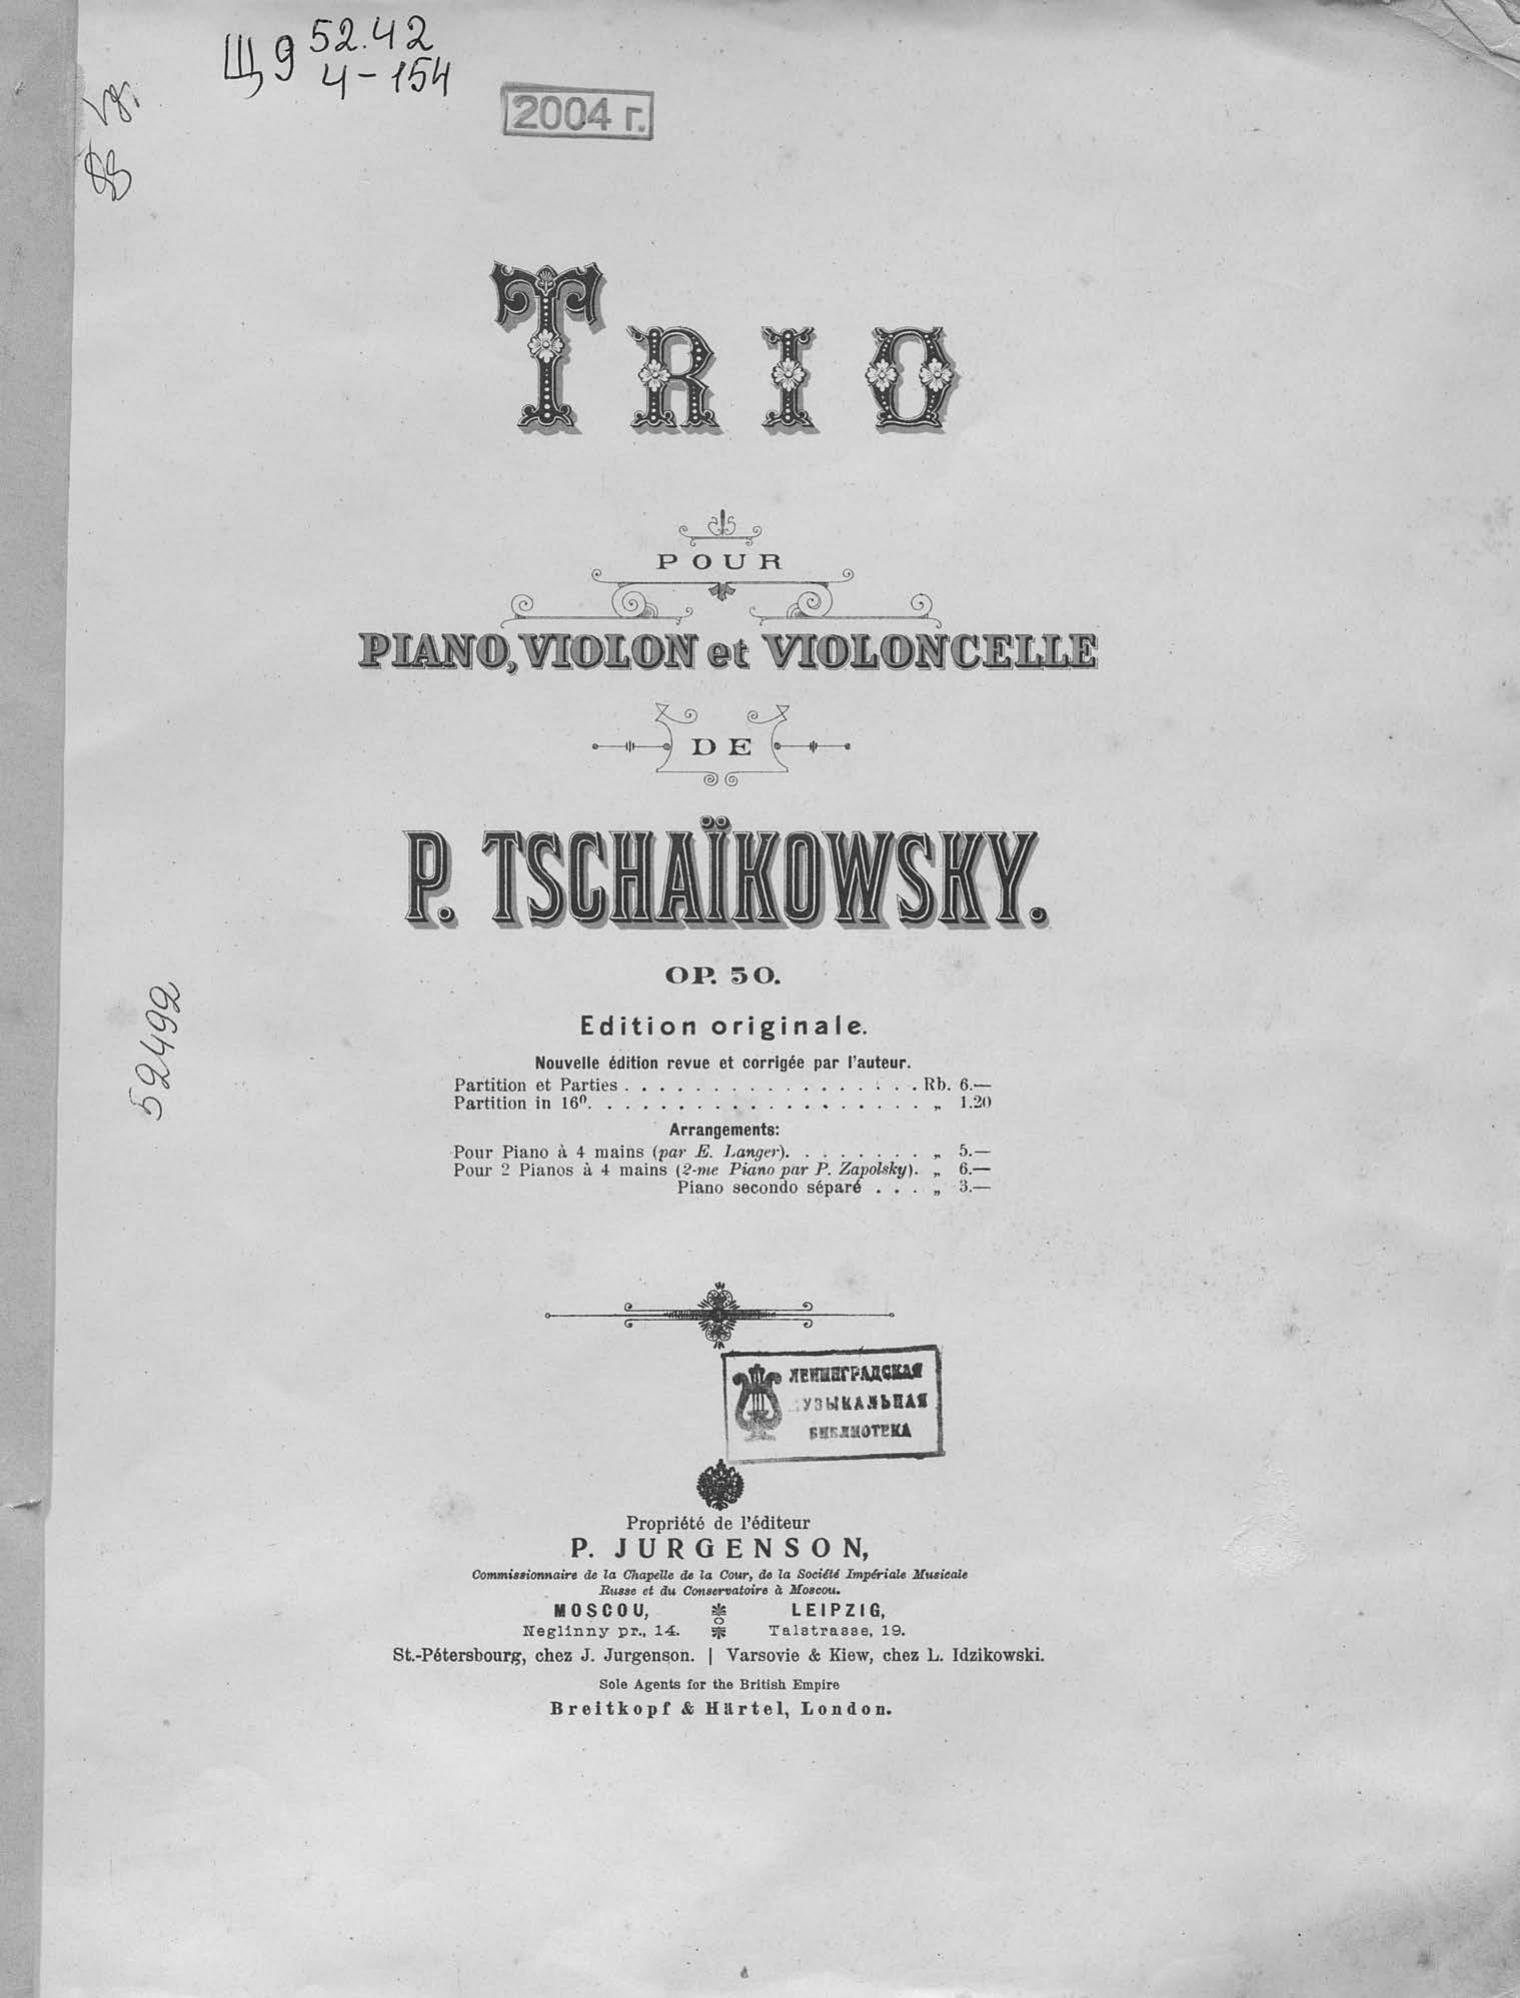 Щ9 52.42
4-154
2004 г.
TRIO
POUR
PIANO, VIOLON et VIOLONCELLE
DE
P. TSCHAÏKOWSKY.
OP. 50.
Edition originale.
Nouvelle édition revue et corrigée par l'auteur.
Partition et Parties . . . . . . . . . . . . . . . . . Rb. 6.—
Partition in 16º. . . . . . . . . . . . . . . . . . . „ 1.20
Arrangements:
Pour Piano à 4 mains (par E. Langer). . . . . . . . „ 5.—
Pour 2 Pianos à 4 mains (2-me Piano par P. Zapolsky). „ 6.—
Piano secondo séparé . . . „ 3.—
52492
ЛЕНИНГРАДСКАЯ
МУЗЫКАЛЬНАЯ
БИБЛИОТЕКА
Propriété de l'éditeur
P. JURGENSON,
Commissionnaire de la Chapelle de la Cour, de la Société Impériale Musicale
Russe et du Conservatoire à Moscou.
MOSCOU, LEIPZIG,
Neglinny pr., 14. Talstrasse, 19.
St.-Pétersbourg, chez J. Jurgenson. | Varsovie & Kiew, chez L. Idzikowski.
Sole Agents for the British Empire
Breitkopf & Härtel, London.